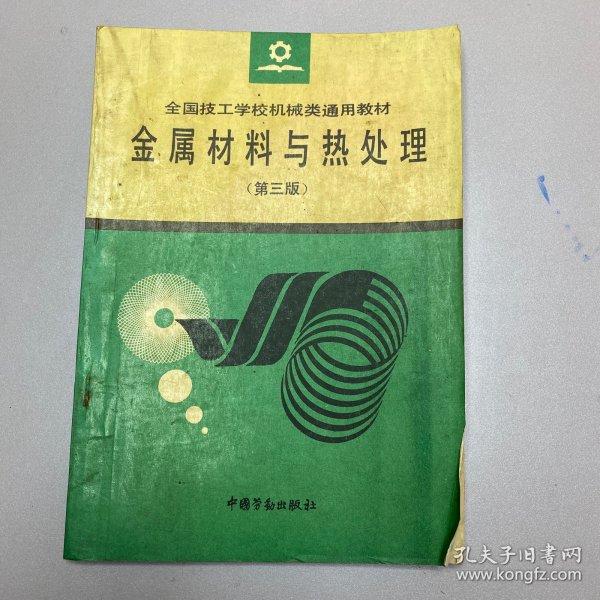 全国技工学校机械类通用教材
金属材料与热处理
（第三版）
中國劳动出版社
孔夫子旧书网
www.kongfz.com